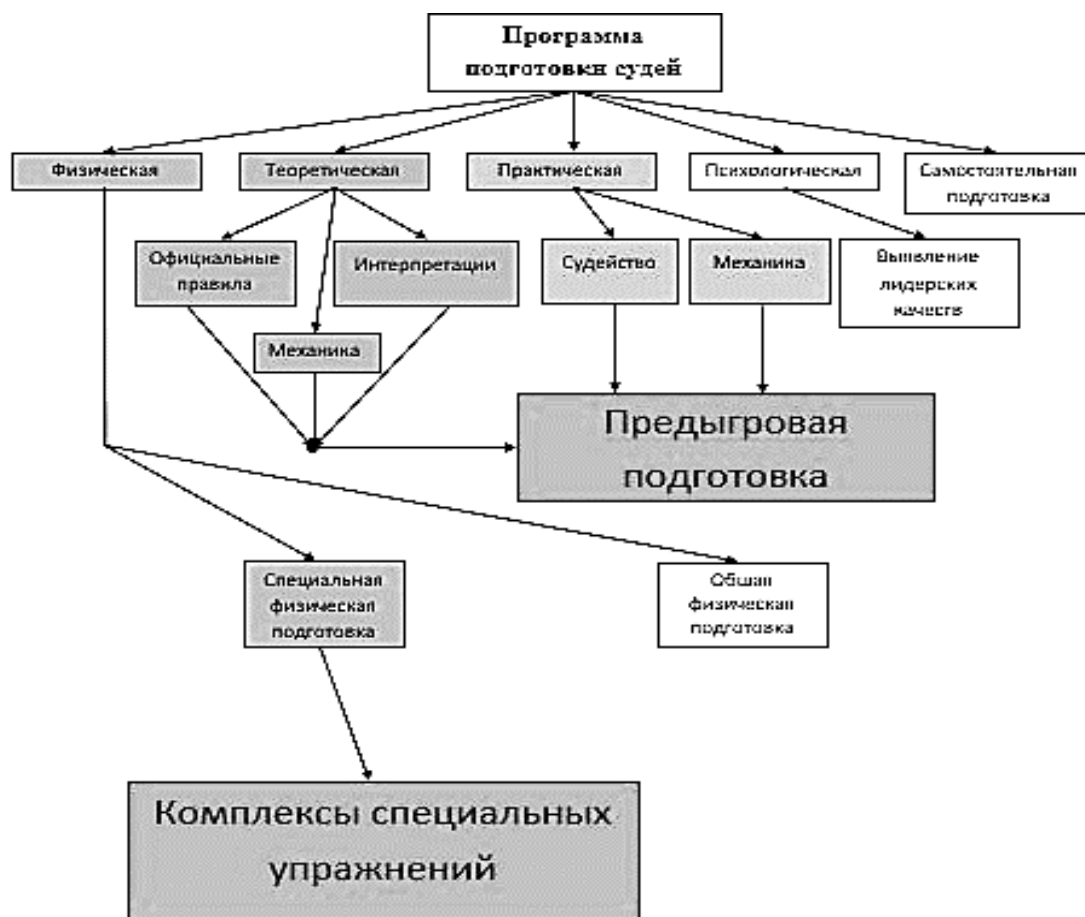 Программа
подготовки судей
Физическая
Теоретическая
Практическая
Психологическая
Самостоятельная
подготовка
Официальные
правила
Интерпретации
Судейство
Механика
Выявление
лидерских
качеств
Механика
Предыгровая
подготовка
Специальная
физическая
подготовка
Общая
физическая
подготовка
Комплексы специальных
упражнений